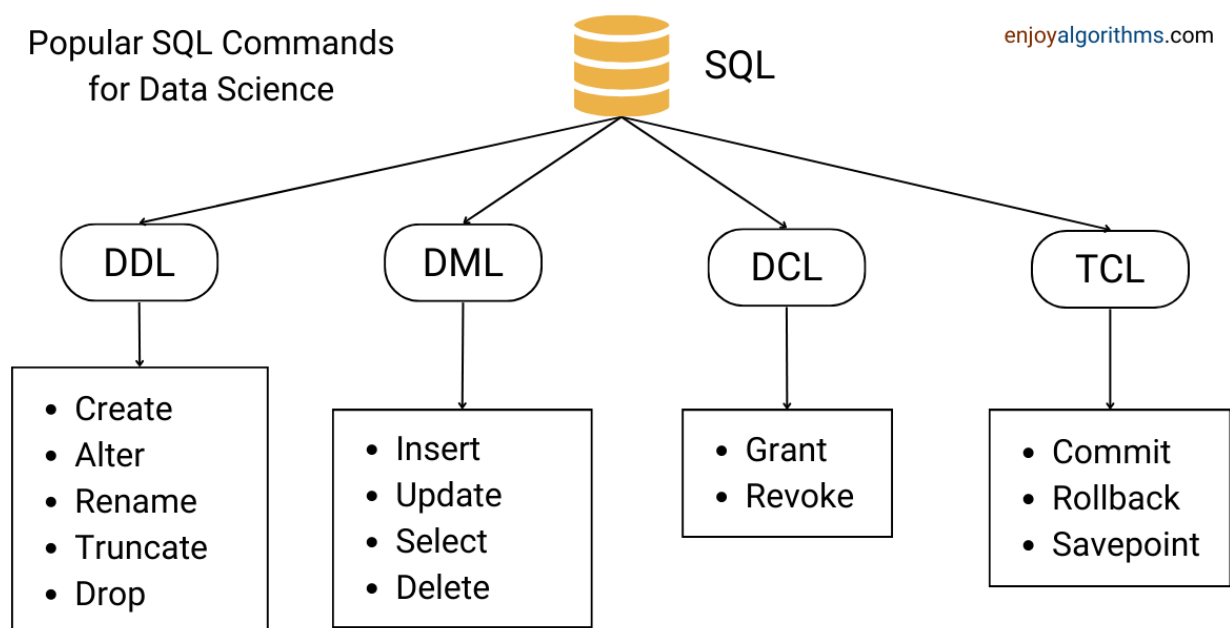 Popular SQL Commands
for Data Science
SQL
enjoyalgorithms.com
DDL
DML
DCL
TCL
• Create
• Alter
• Rename
• Truncate
• Drop
• Insert
• Update
• Select
• Delete
• Grant
• Revoke
• Commit
• Rollback
• Savepoint